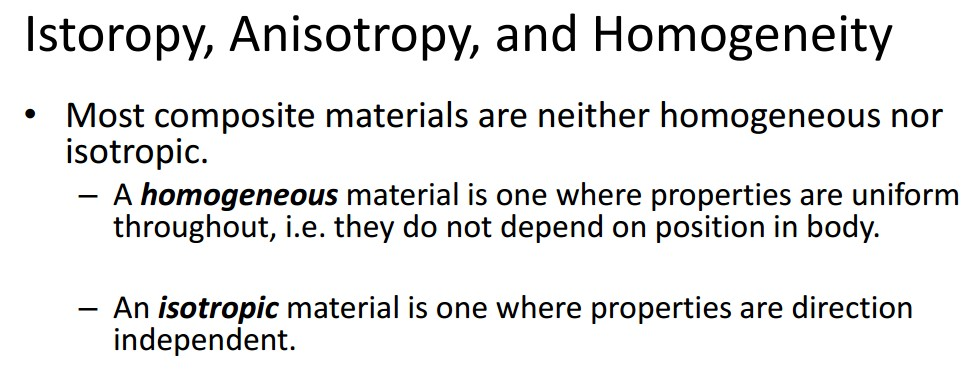 Istoropy, Anisotropy, and Homogeneity
• Most composite materials are neither homogeneous nor
isotropic.
– A homogeneous material is one where properties are uniform
throughout, i.e. they do not depend on position in body.
– An isotropic material is one where properties are direction
independent.